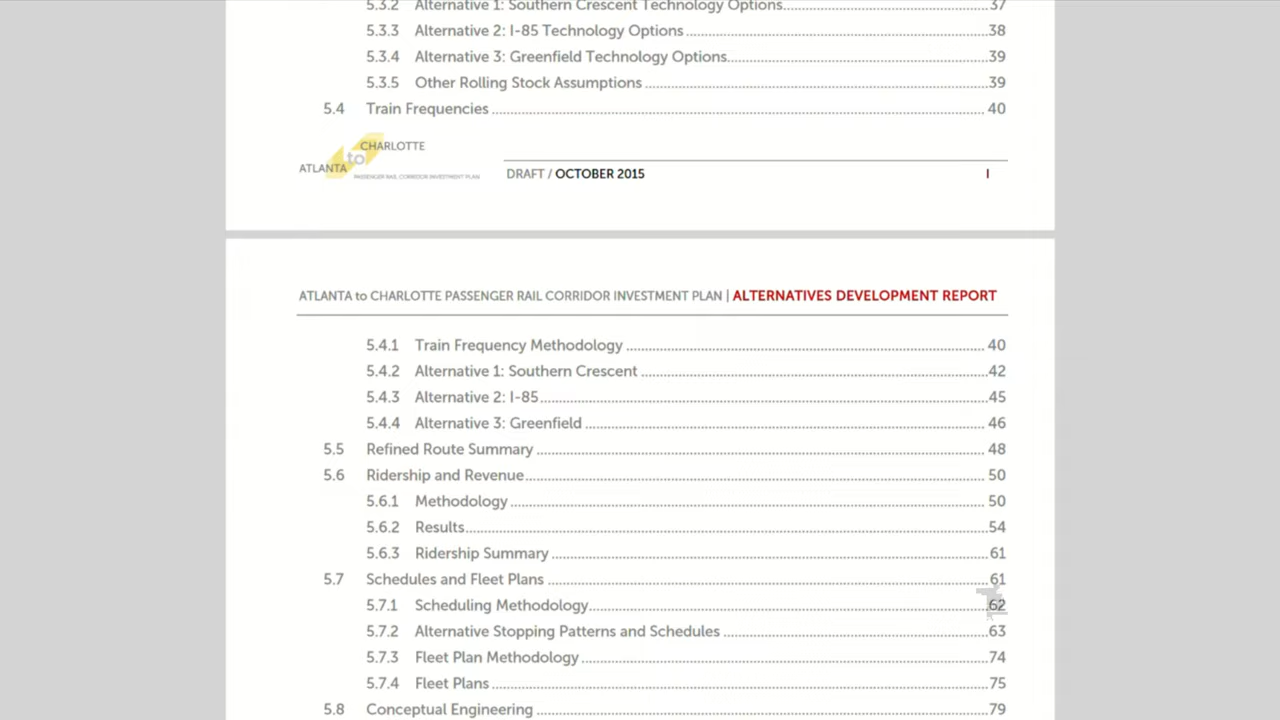 5.3.2 Alternative 1: Southern Crescent Technology Options 37
5.3.3 Alternative 2: I-85 Technology Options 38
5.3.4 Alternative 3: Greenfield Technology Options 39
5.3.5 Other Rolling Stock Assumptions 39
5.4 Train Frequencies 40
ATLANTA to CHARLOTTE
PASSENGER RAIL CORRIDOR INVESTMENT PLAN
DRAFT / OCTOBER 2015 I
ATLANTA to CHARLOTTE PASSENGER RAIL CORRIDOR INVESTMENT PLAN | ALTERNATIVES DEVELOPMENT REPORT
5.4.1 Train Frequency Methodology 40
5.4.2 Alternative 1: Southern Crescent 42
5.4.3 Alternative 2: I-85 45
5.4.4 Alternative 3: Greenfield 46
5.5 Refined Route Summary 48
5.6 Ridership and Revenue 50
5.6.1 Methodology 50
5.6.2 Results 54
5.6.3 Ridership Summary 61
5.7 Schedules and Fleet Plans 61
5.7.1 Scheduling Methodology 62
5.7.2 Alternative Stopping Patterns and Schedules 63
5.7.3 Fleet Plan Methodology 74
5.7.4 Fleet Plans 75
5.8 Conceptual Engineering 79